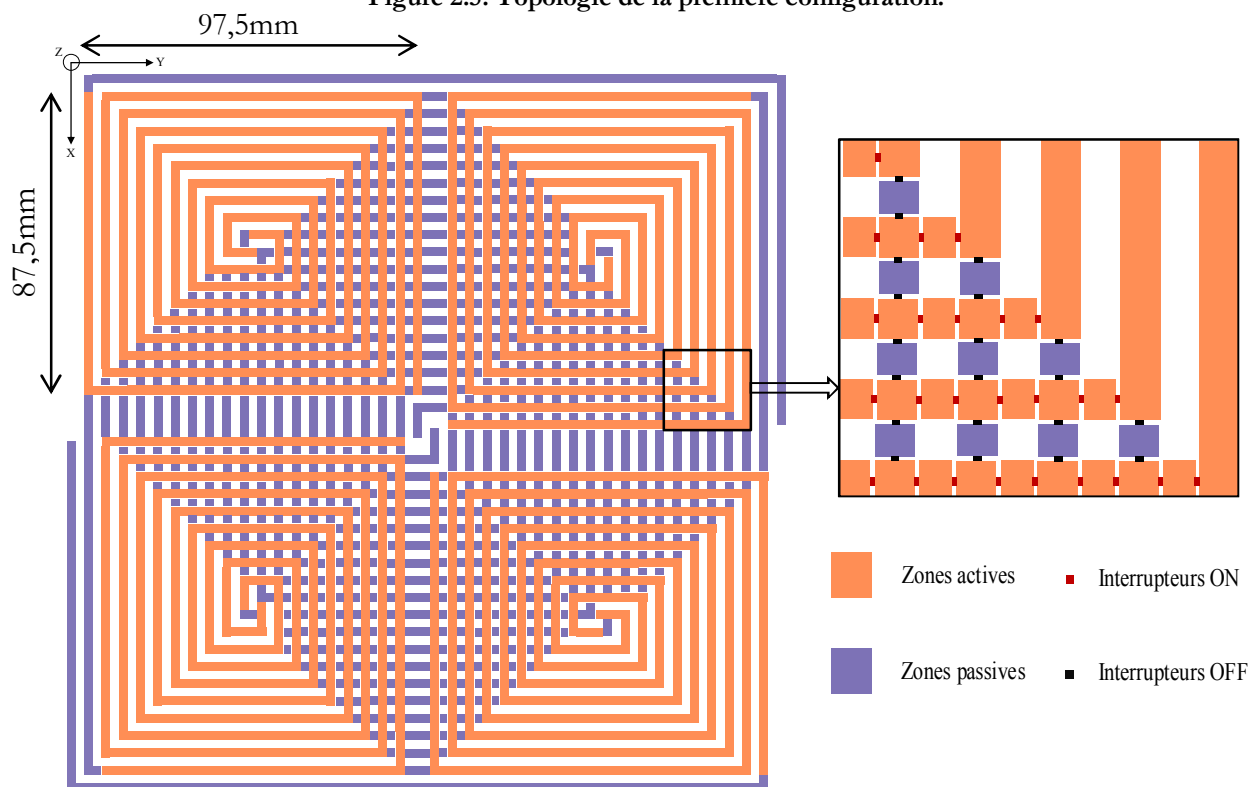 Figure 2.3: Topologie de la première configuration.
97,5mm
Z
Y
X
87,5mm
Zones actives
Interrupteurs ON
Zones passives
Interrupteurs OFF